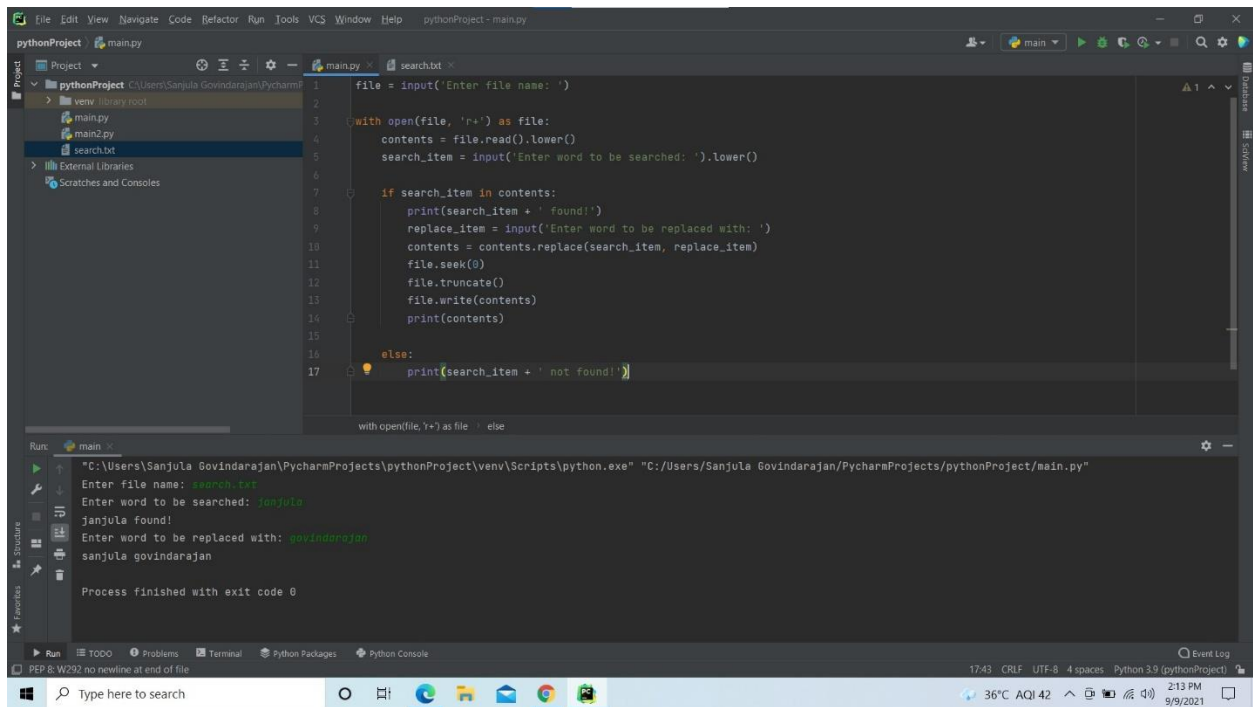 File Edit View Navigate Code Refactor Run Tools VCS Window Help pythonProject - main.py
pythonProject main.py
main
Project
main.py
search.txt
pythonProject C:\Users\Sanjula Govindarajan\PycharmP
venv library root
main.py
main2.py
search.txt
External Libraries
Scratches and Consoles
1 file = input('Enter file name: ')
2
3 with open(file, 'r+') as file:
4 contents = file.read().lower()
5 search_item = input('Enter word to be searched: ').lower()
6
7 if search_item in contents:
8 print(search_item + ' found!')
9 replace_item = input('Enter word to be replaced with: ')
10 contents = contents.replace(search_item, replace_item)
11 file.seek(0)
12 file.truncate()
13 file.write(contents)
14 print(contents)
15
16 else:
17 print(search_item + ' not found!')
1
with open(file, 'r+') as file › else
Project
Database
SciView
Run: main
"C:\Users\Sanjula Govindarajan\PycharmProjects\pythonProject\venv\Scripts\python.exe" "C:/Users/Sanjula Govindarajan/PycharmProjects/pythonProject/main.py"
Enter file name: search.txt
Enter word to be searched: janjula
janjula found!
Enter word to be replaced with: govindarajan
sanjula govindarajan
Process finished with exit code 0
Structure
Favorites
Run TODO Problems Terminal Python Packages Python Console Event Log
PEP 8: W292 no newline at end of file 17:43 CRLF UTF-8 4 spaces Python 3.9 (pythonProject)
Type here to search 36°C AQI 42 2:13 PM
9/9/2021